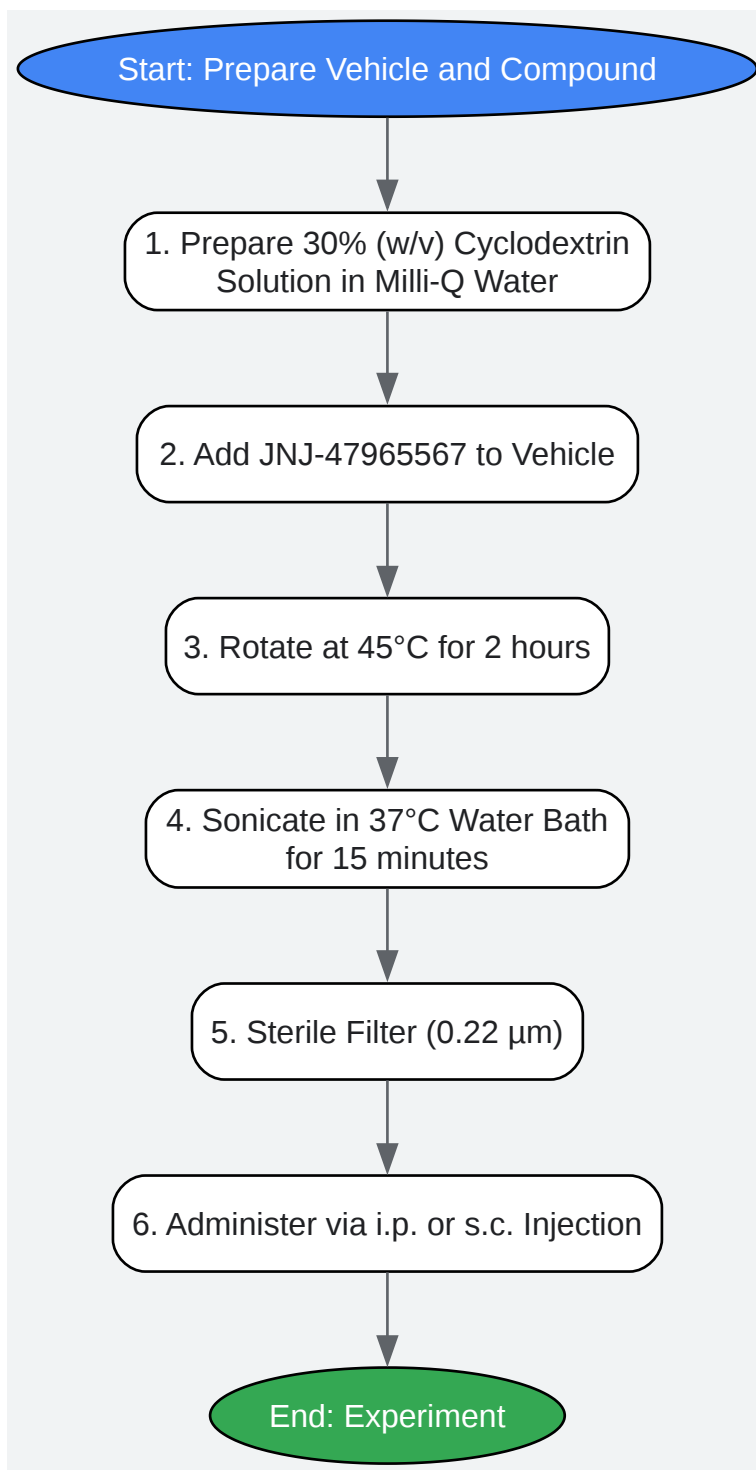 Start: Prepare Vehicle and Compound
1. Prepare 30% (w/v) Cyclodextrin
Solution in Milli-Q Water
2. Add JNJ-47965567 to Vehicle
3. Rotate at 45°C for 2 hours
4. Sonicate in 37°C Water Bath
for 15 minutes
5. Sterile Filter (0.22 µm)
6. Administer via i.p. or s.c. Injection
End: Experiment